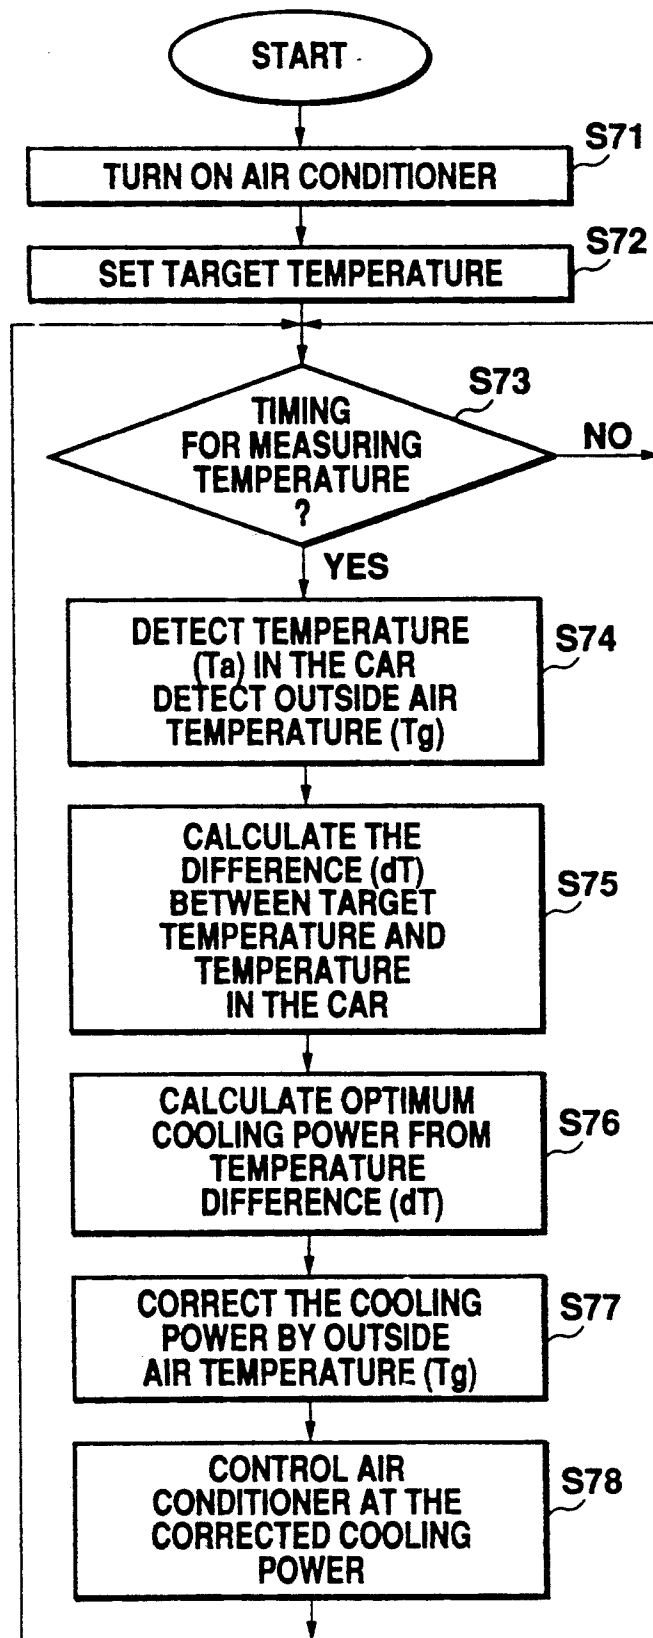 START
S71
TURN ON AIR CONDITIONER
S72
SET TARGET TEMPERATURE
S73
TIMING
FOR MEASURING
TEMPERATURE
?
NO
YES
S74
DETECT TEMPERATURE
(Ta) IN THE CAR
DETECT OUTSIDE AIR
TEMPERATURE (Tg)
S75
CALCULATE THE
DIFFERENCE (dT)
BETWEEN TARGET
TEMPERATURE AND
TEMPERATURE
IN THE CAR
S76
CALCULATE OPTIMUM
COOLING POWER FROM
TEMPERATURE
DIFFERENCE (dT)
S77
CORRECT THE COOLING
POWER BY OUTSIDE
AIR TEMPERATURE (Tg)
S78
CONTROL AIR
CONDITIONER AT THE
CORRECTED COOLING
POWER